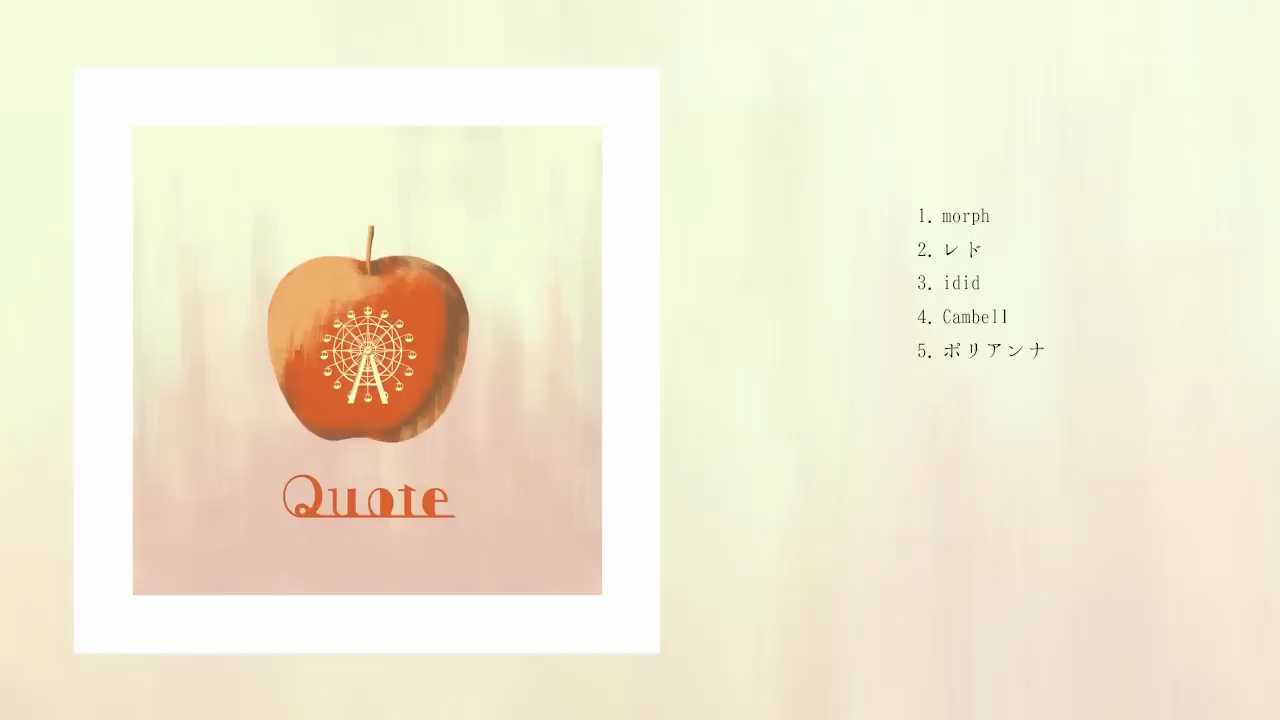 Quote
1. morph
2. レド
3. idid
4. Cambell
5. ポリアンナ